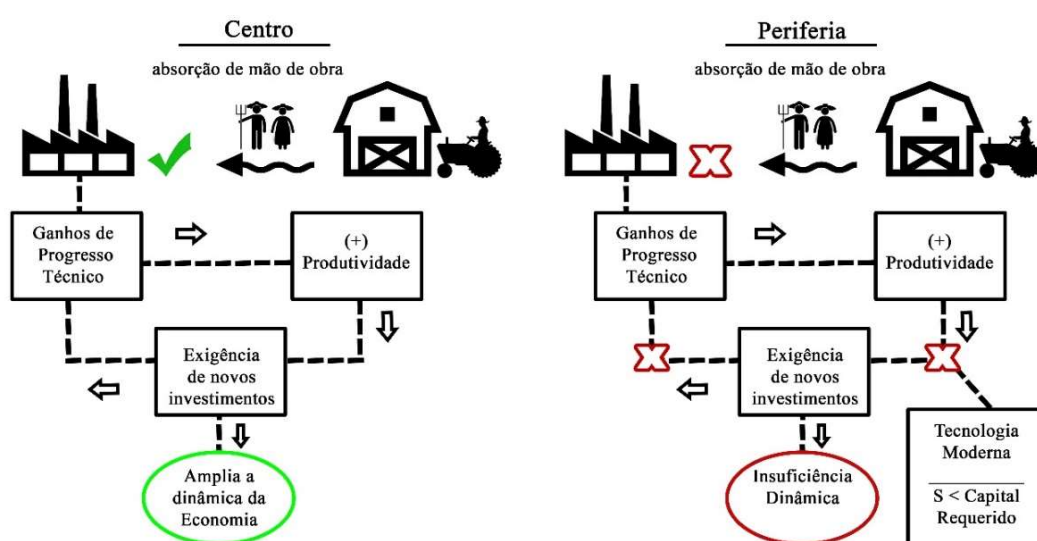 Centro
absorção de mão de obra
Ganhos de
Progresso
Técnico
(+)
Produtividade
Exigência
de novos
investimentos
Amplia a
dinâmica da
Economia
Periferia
absorção de mão de obra
Ganhos de
Progresso
Técnico
(+)
Produtividade
Exigência
de novos
investimentos
Insuficiência
Dinâmica
Tecnologia
Moderna
S < Capital
Requerido